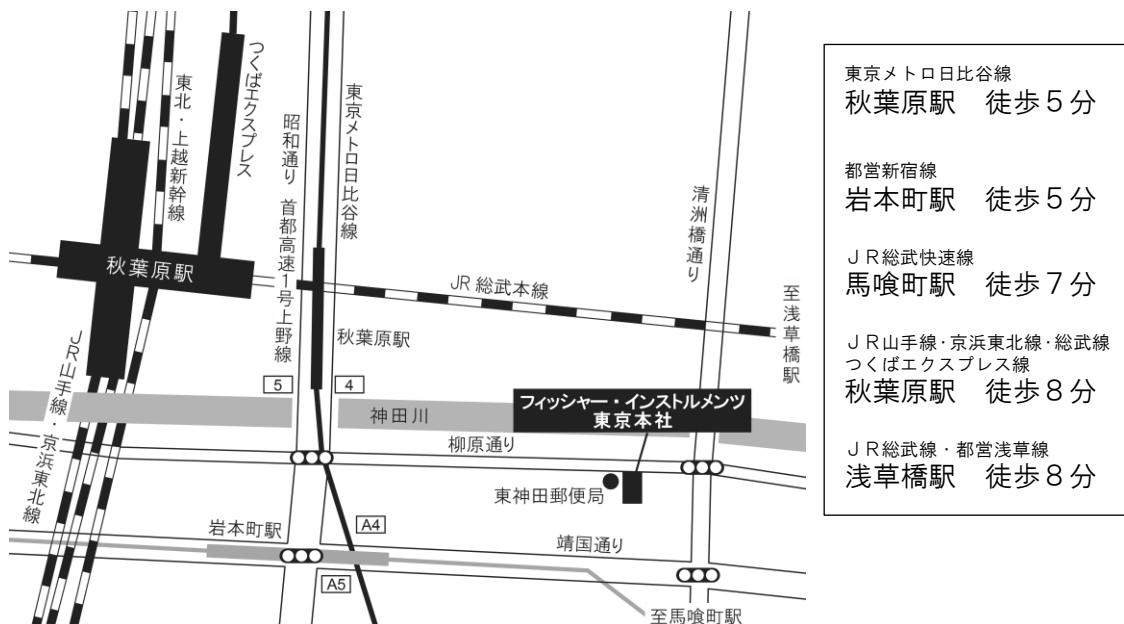 東北・上越新幹線
つくばエクスプレス
昭和通り 首都高速1号上野線
東京メトロ日比谷線
清洲橋通り
秋葉原駅
JR 総武本線
至浅草橋駅
秋葉原駅
JR山手線・京浜東北線
5
4
神田川
フィッシャー・インストルメンツ
東京本社
柳原通り
東神田郵便局
岩本町駅
A4
靖国通り
A5
至馬喰町駅
東京メトロ日比谷線
秋葉原駅 徒歩5分
都営新宿線
岩本町駅 徒歩5分
JR総武快速線
馬喰町駅 徒歩7分
JR山手線・京浜東北線・総武線
つくばエクスプレス線
秋葉原駅 徒歩8分
JR総武線・都営浅草線
浅草橋駅 徒歩8分